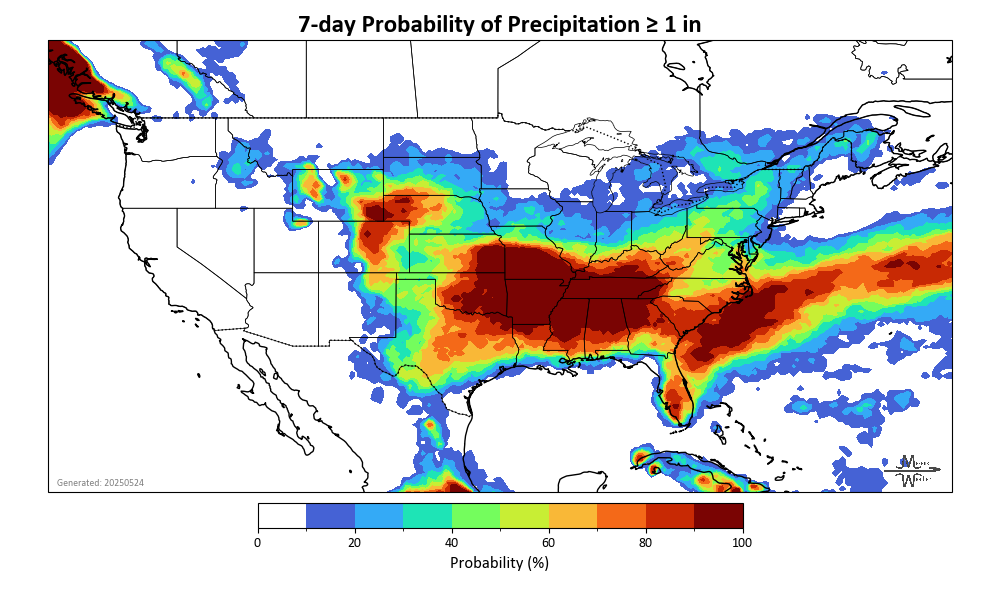 7-day Probability of Precipitation ≥ 1 in
Generated: 20250524
0 20 40 60 80 100
Probability (%)